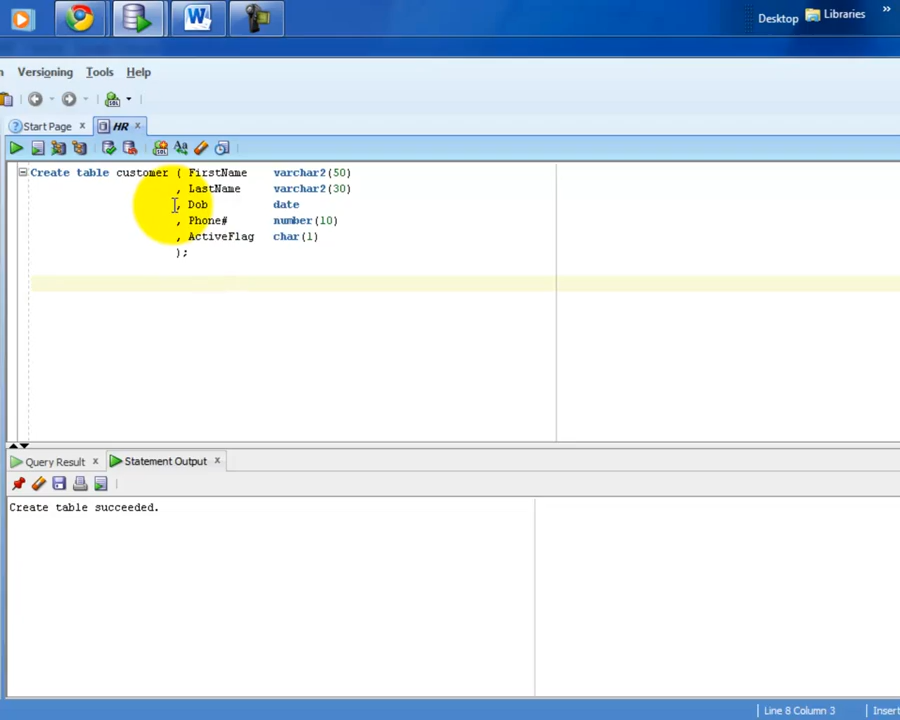 Desktop Libraries »
n Versioning Tools Help
Start Page x HR x
Create table customer ( FirstName varchar2(50)
, LastName varchar2(30)
, Dob date
, Phone# number(10)
, ActiveFlag char(1)
);
Query Result x Statement Output x
Create table succeeded.
Line 8 Column 3 Insert